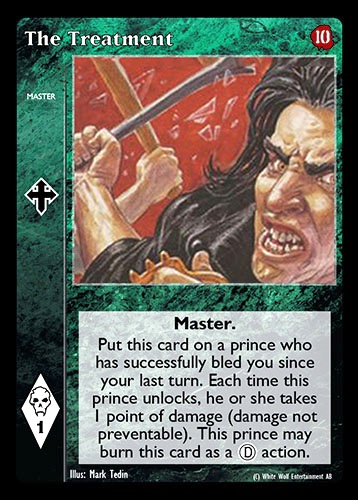 The Treatment
10
MASTER
Master.
Put this card on a prince who
has successfully bled you since
your last turn. Each time this
prince unlocks, he or she takes
1 point of damage (damage not
preventable). This prince may
burn this card as a Ⓓ action.
1
Illus: Mark Tedin
(C) White Wolf Entertainment AB